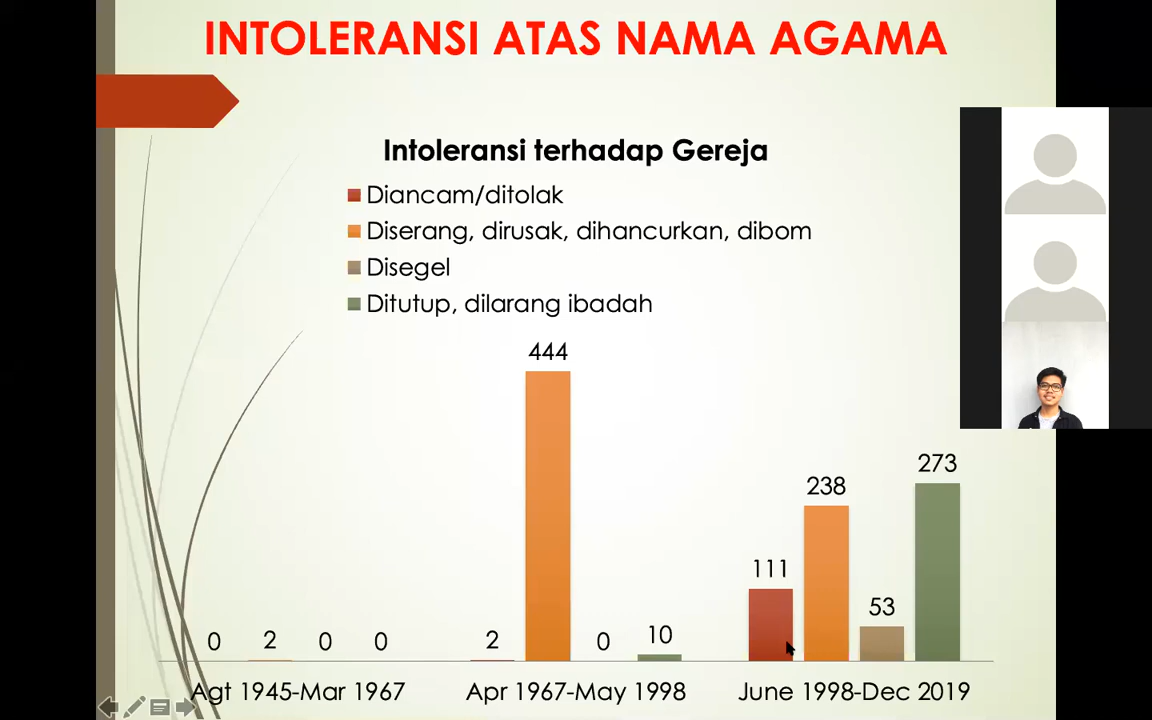 INTOLERANSI ATAS NAMA AGAMA
Intoleransi terhadap Gereja
Diancam/ditolak
Diserang, dirusak, dihancurkan, dibom
Disegel
Ditutup, dilarang ibadah
444
273
238
111
53
0 2 0 0 2 0 10
Agt 1945-Mar 1967 Apr 1967-May 1998 June 1998-Dec 2019